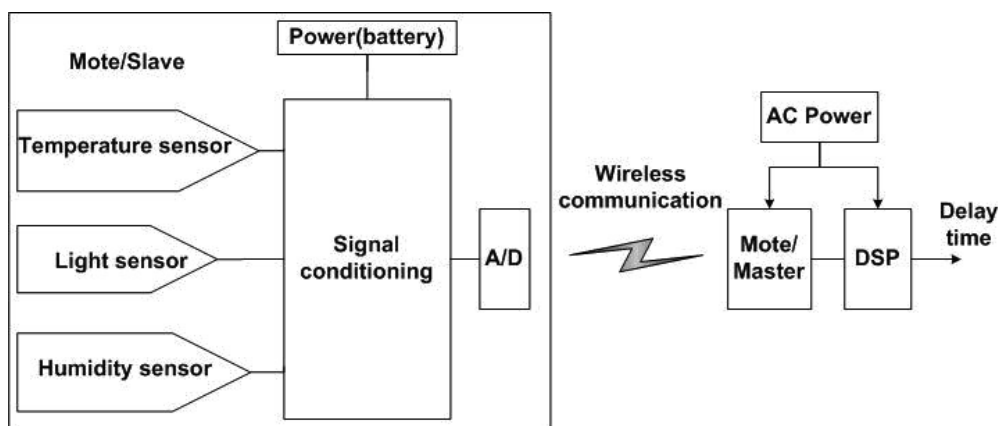 Power(battery)
Mote/Slave
Temperature sensor
Light sensor
Humidity sensor
Signal
conditioning
A/D
Wireless
communication
AC Power
Mote/
Master
DSP
Delay
time